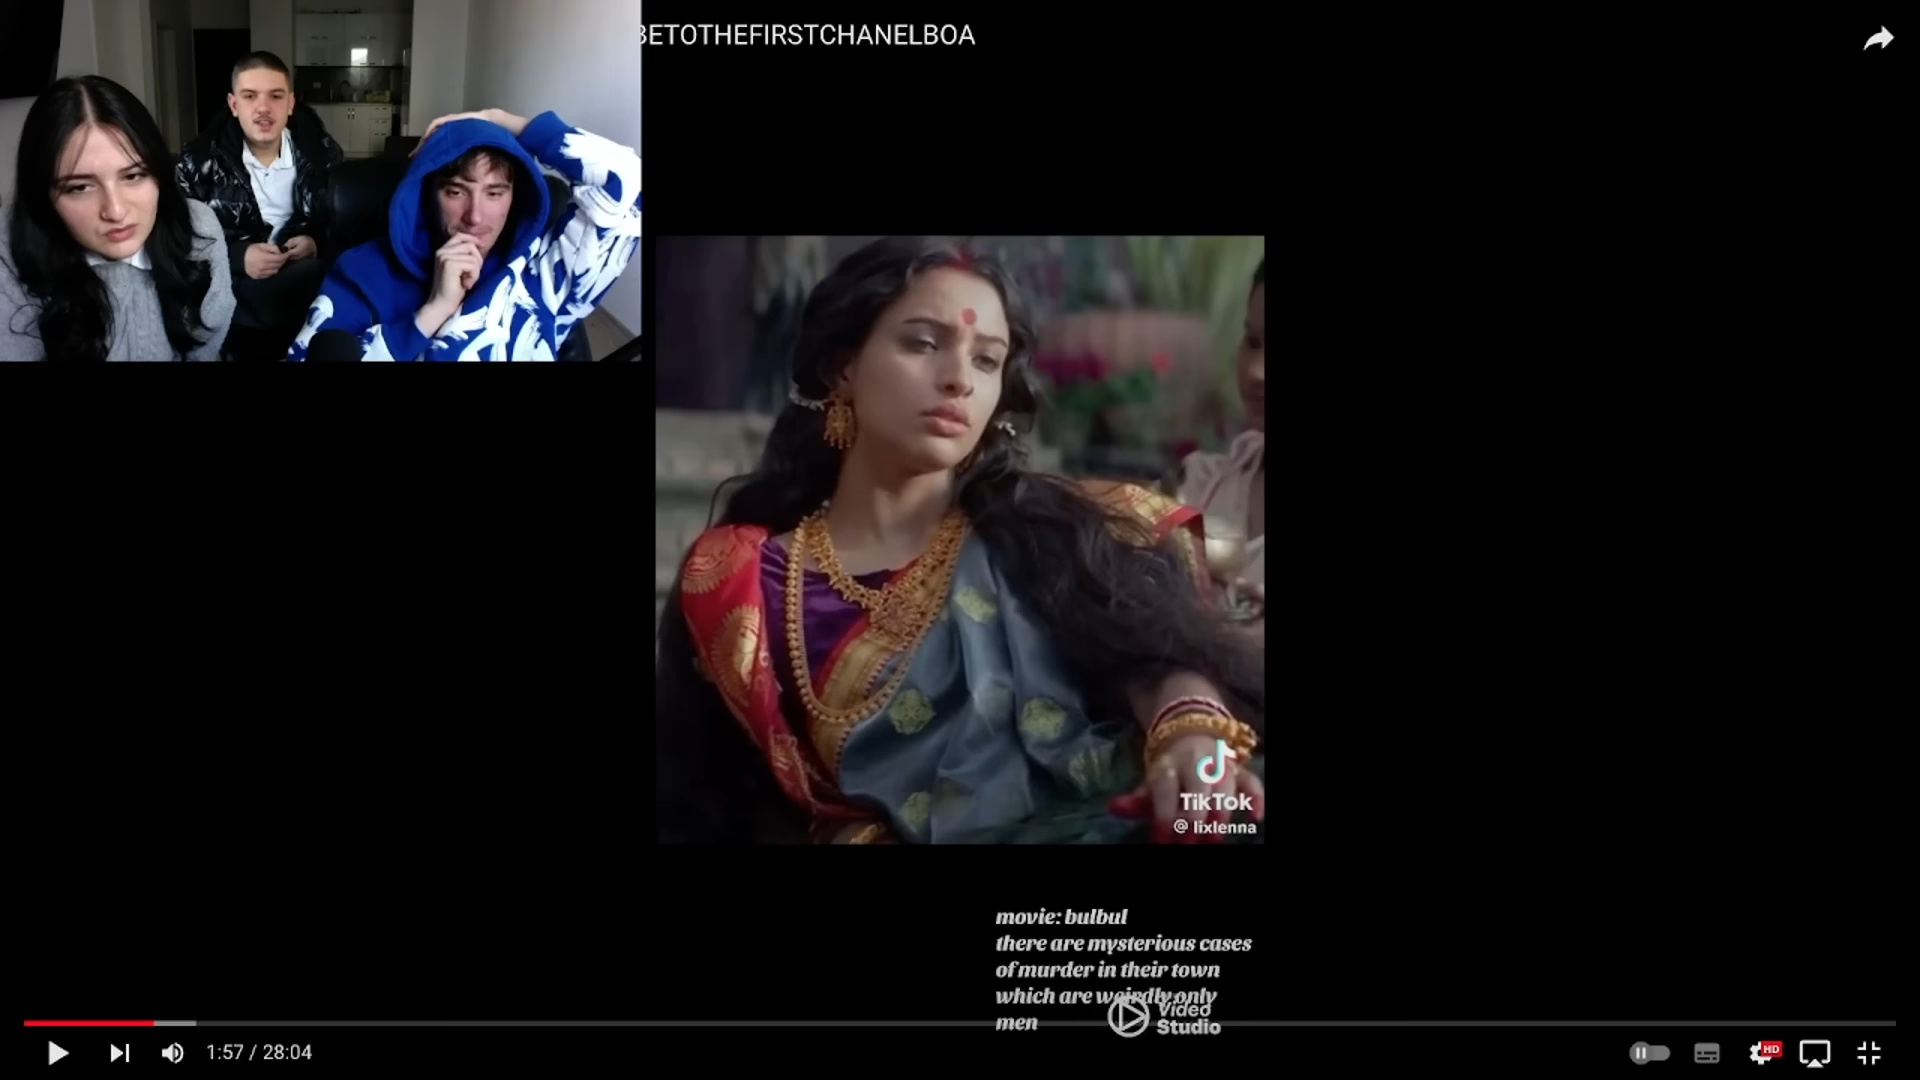 BETOTHEFIRSTCHANELBOA
TikTok
@ lixlenna
movie: bulbul
there are mysterious cases
of murder in their town
which are weirdly only
men
Video
Studio
1:57 / 28:04
HD